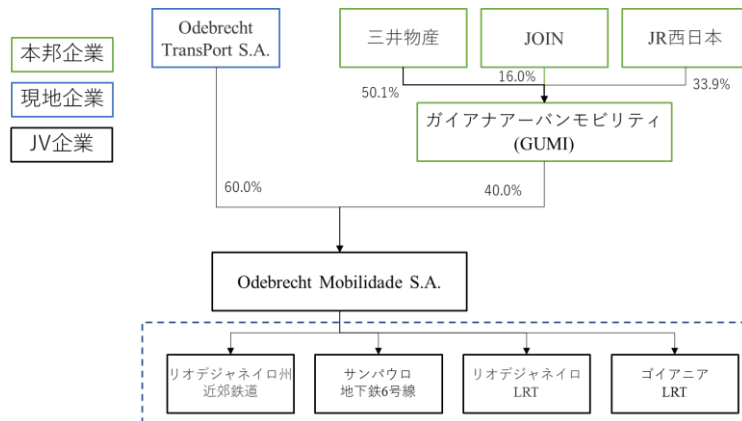 本邦企業
現地企業
JV企業
Odebrecht
TransPort S.A.
三井物産
JOIN
JR西日本
50.1%
16.0%
33.9%
ガイアナアーバンモビリティ
(GUMI)
60.0%
40.0%
Odebrecht Mobilidade S.A.
リオデジャネイロ州
近郊鉄道
サンパウロ
地下鉄6号線
リオデジャネイロ
LRT
ゴイアニア
LRT